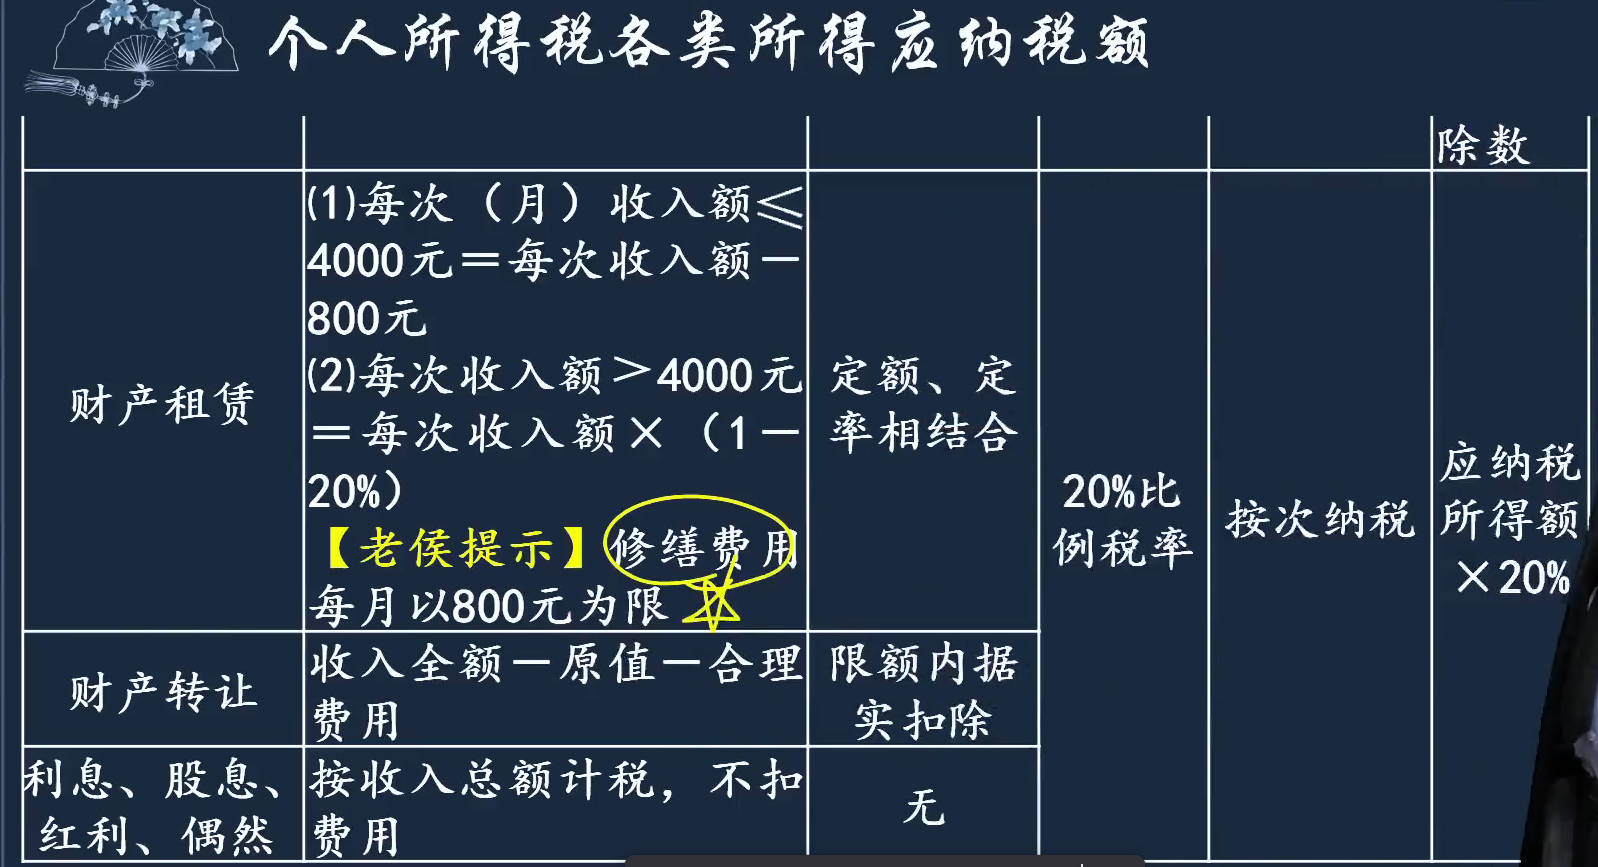 个人所得税各类所得应纳税额
除数
财产租赁
(1)每次（月）收入额≤
4000元＝每次收入额－
800元
(2)每次收入额＞4000元
＝每次收入额×（1－
20%）
【老侯提示】修缮费用
每月以800元为限
定额、定
率相结合
20%比
例税率
按次纳税
应纳税
所得额
×20%
财产转让
收入全额－原值－合理
费用
限额内据
实扣除
利息、股息、
红利、偶然
按收入总额计税，不扣
费用
无